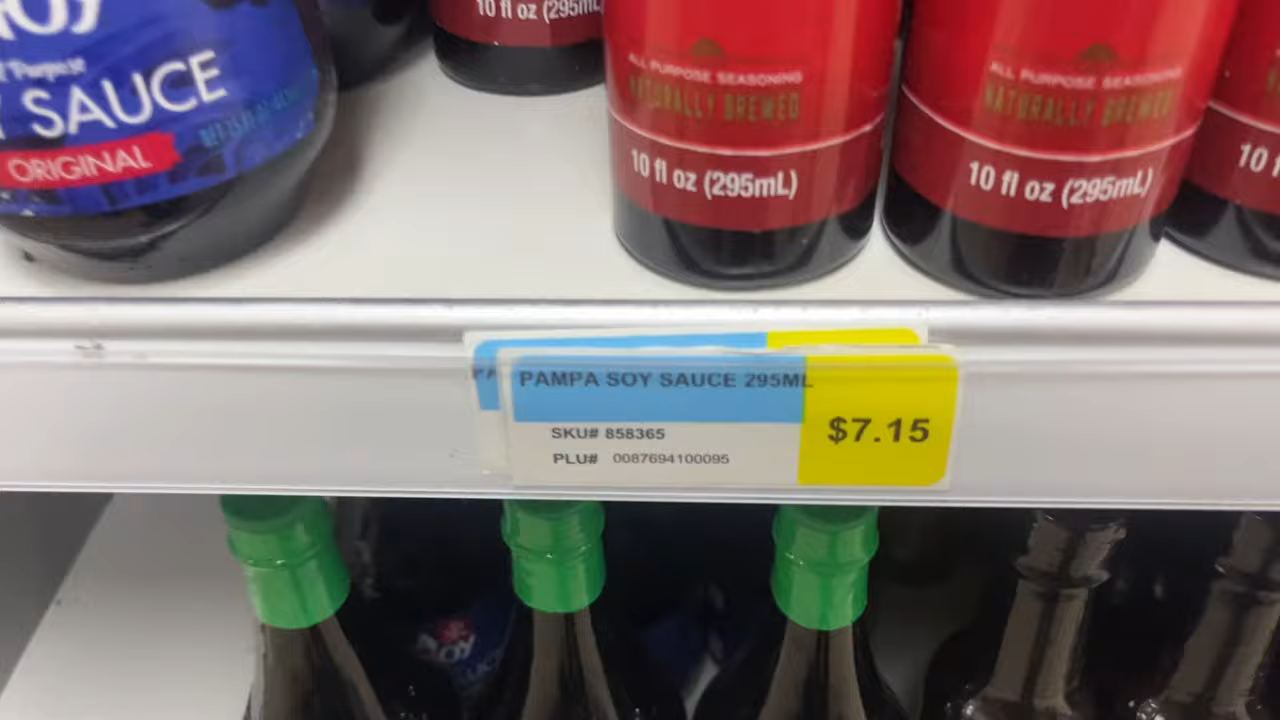 10 fl oz (295mL
SAUCE
ORIGINAL
ALL PURPOSE SEASONING
NATURALLY BREWED
10 fl oz (295mL)
ALL PURPOSE SEASONING
NATURALLY BREWED
10 fl oz (295mL)
10 f
PAMPA SOY SAUCE 295ML
$7.15
SKU# 858365
PLU# 0087694100095